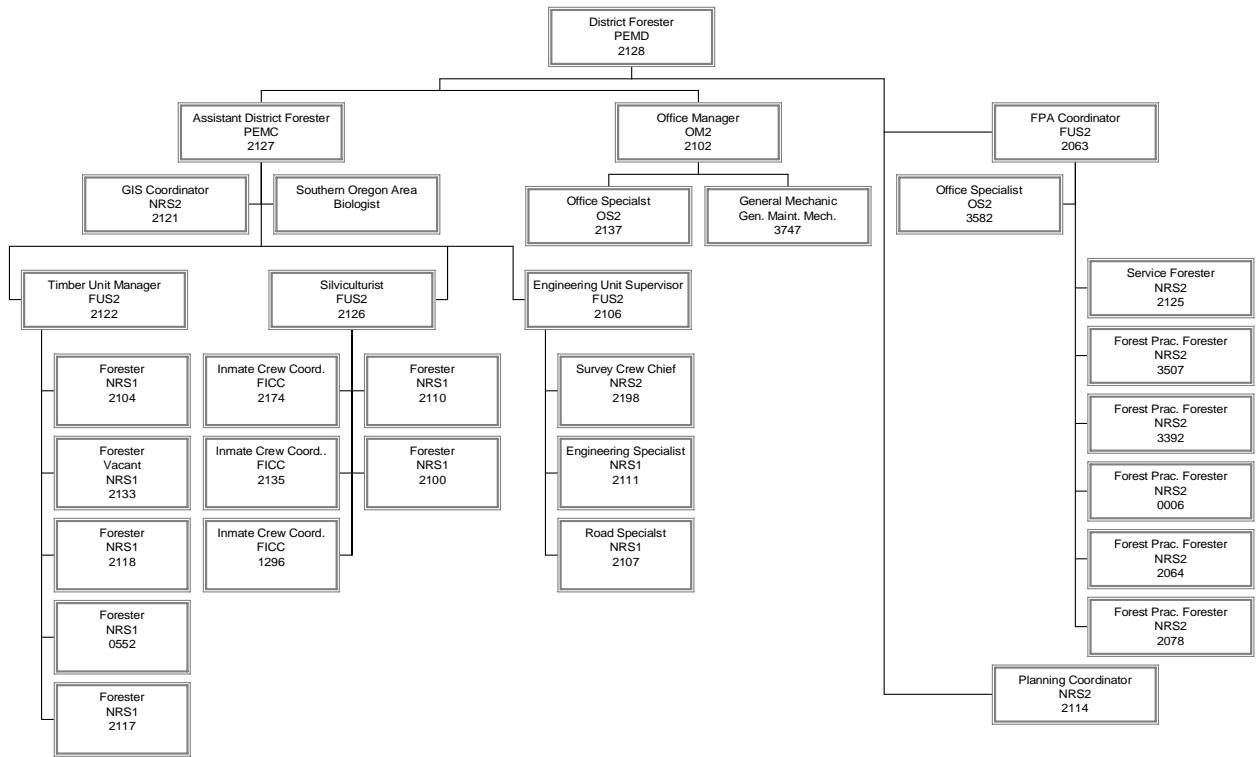 District Forester
PEMD
2128
Assistant District Forester
PEMC
2127
Office Manager
OM2
2102
FPA Coordinator
FUS2
2063
GIS Coordinator
NRS2
2121
Southern Oregon Area
Biologist
Office Specialst
OS2
2137
General Mechanic
Gen. Maint. Mech.
3747
Office Specialist
OS2
3582
Timber Unit Manager
FUS2
2122
Silviculturist
FUS2
2126
Engineering Unit Supervisor
FUS2
2106
Forester
NRS1
2104
Forester
Vacant
NRS1
2133
Forester
NRS1
2118
Forester
NRS1
0552
Forester
NRS1
2117
Inmate Crew Coord.
FICC
2174
Inmate Crew Coord..
FICC
2135
Inmate Crew Coord.
FICC
1296
Forester
NRS1
2110
Forester
NRS1
2100
Survey Crew Chief
NRS2
2198
Engineering Specialist
NRS1
2111
Road Specialst
NRS1
2107
Service Forester
NRS2
2125
Forest Prac. Forester
NRS2
3507
Forest Prac. Forester
NRS2
3392
Forest Prac. Forester
NRS2
0006
Forest Prac. Forester
NRS2
2064
Forest Prac. Forester
NRS2
2078
Planning Coordinator
NRS2
2114